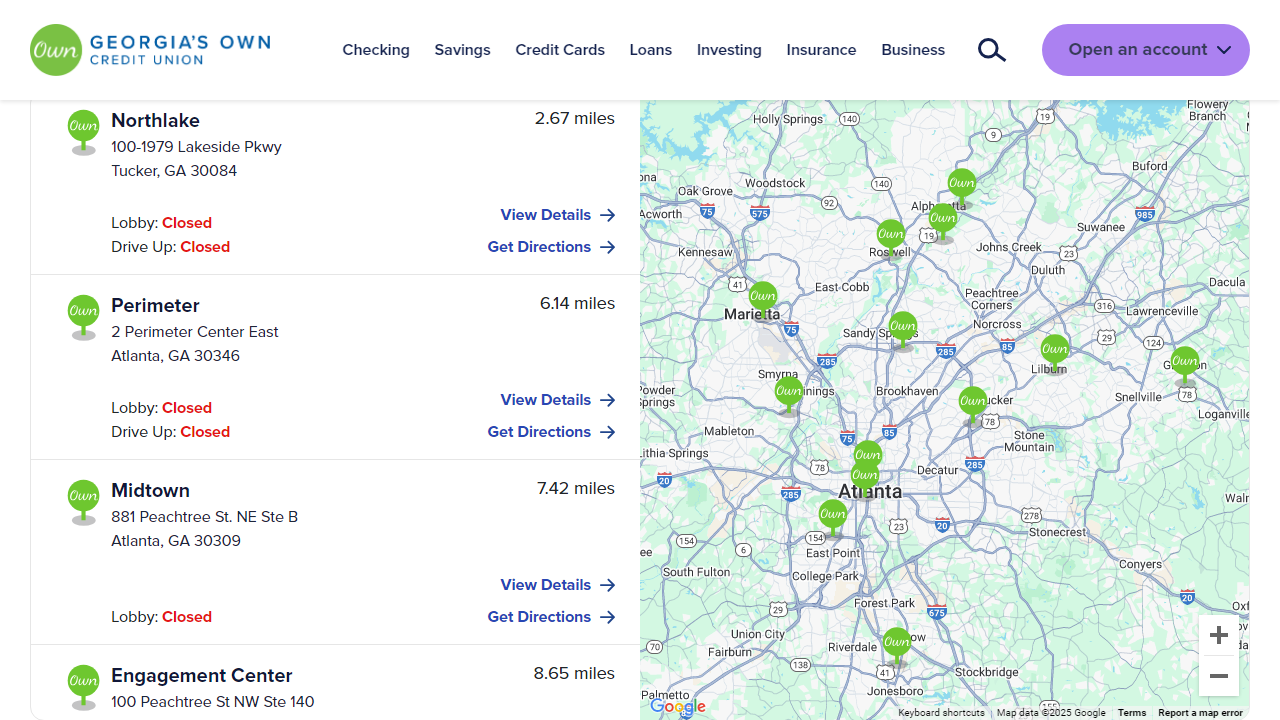 Own GEORGIA'S OWN
CREDIT UNION
Checking
Savings
Credit Cards
Loans
Investing
Insurance
Business
Open an account
Own
Northlake
2.67 miles
100-1979 Lakeside Pkwy
Tucker, GA 30084
Lobby: Closed
View Details
Drive Up: Closed
Get Directions
Own
Perimeter
6.14 miles
2 Perimeter Center East
Atlanta, GA 30346
Lobby: Closed
View Details
Drive Up: Closed
Get Directions
Own
Midtown
7.42 miles
881 Peachtree St. NE Ste B
Atlanta, GA 30309
View Details
Lobby: Closed
Get Directions
Own
Engagement Center
8.65 miles
100 Peachtree St NW Ste 140
Flowery
Branch
Holly Springs
140
19
9
Buford
Oak Grove
Woodstock
140
Own
75
575
92
Acworth
985
Own
Own
19
Suwanee
Kennesaw
Johns Creek
23
Duluth
41
East Cobb
Dacula
Own
Peachtree
Corners
316
Lawrenceville
Marietta
75
Sandy
Own
Norcross
285
285
85
29
124
Own
Lilburn
Own
Smyrna
Own
Brookhaven
Own
78
Powder
Springs
Snellville
78
Loganville
Mableton
75
85
Stone
Mountain
Own
78
Decatur
285
20
Own
285
Atlanta
Own
154
23
20
278
Stonecrest
154
6
East Point
South Fulton
College Park
Conyers
20
29
Forest Park
675
Union City
Own
Riverdale
70
Fairburn
138
41
Stockbridge
Jonesboro
Palmetto
85
155
Google
Keyboard shortcuts
Map data ©2025 Google
Terms
Report a map error